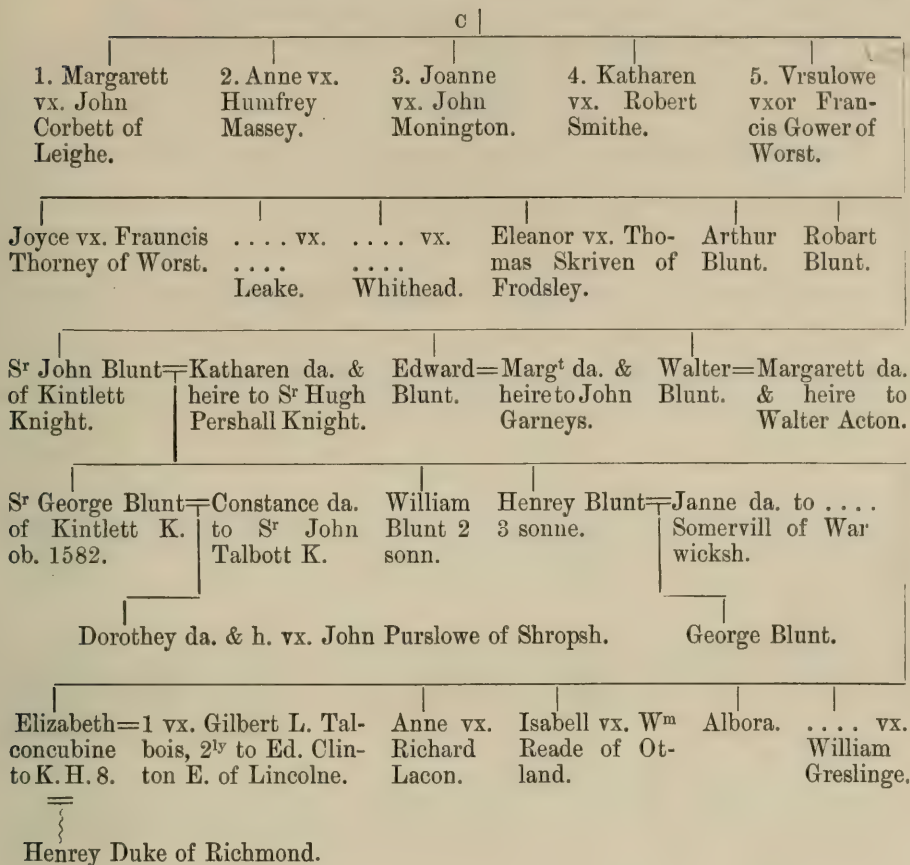 C
1. Margarett vx. John Corbett of Leighe.
2. Anne vx. Humfrey Massey.
3. Joanne vx. John Monington.
4. Katharen vx. Robert Smithe.
5. Vrsulowe vxor Francis Gower of Worst.
Joyce vx. Frauncis Thorney of Worst.
. . . . vx. . . . . Leake.
. . . . vx. . . . . Whithead.
Eleanor vx. Thomas Skriven of Frodsley.
Arthur Blunt.
Robart Blunt.
Sr John Blunt of Kintlett Knight.
Katharen da. & heire to Sr Hugh Pershall Knight.
Edward Blunt.
Margt da. & heire to John Garneys.
Walter Blunt.
Margarett da. & heire to Walter Acton.
Sr George Blunt of Kintlett K. ob. 1582.
Constance da. to Sr John Talbott K.
William Blunt 2 sonn.
Henrey Blunt 3 sonne.
Janne da. to . . . . Somervill of War wicksh.
Dorothey da. & h. vx. John Purslowe of Shropsh.
George Blunt.
Elizabeth concubine to K. H. 8.
1 vx. Gilbert L. Talbois, 2ly to Ed. Clinton E. of Lincolne.
Anne vx. Richard Lacon.
Isabell vx. Wm Reade of Otland.
Albora.
. . . . vx. William Greslinge.
Henrey Duke of Richmond.